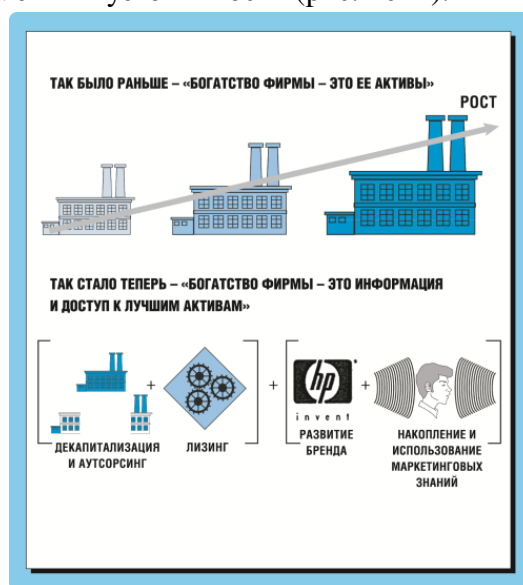 ТАК БЫЛО РАНЬШЕ – «БОГАТСТВО ФИРМЫ – ЭТО ЕЕ АКТИВЫ»
РОСТ
ТАК СТАЛО ТЕПЕРЬ – «БОГАТСТВО ФИРМЫ – ЭТО ИНФОРМАЦИЯ
И ДОСТУП К ЛУЧШИМ АКТИВАМ»
hp
invent
ДЕКАПИТАЛИЗАЦИЯ
И АУТСОРСИНГ
ЛИЗИНГ
РАЗВИТИЕ
БРЕНДА
НАКОПЛЕНИЕ И
ИСПОЛЬЗОВАНИЕ
МАРКЕТИНГОВЫХ
ЗНАНИЙ